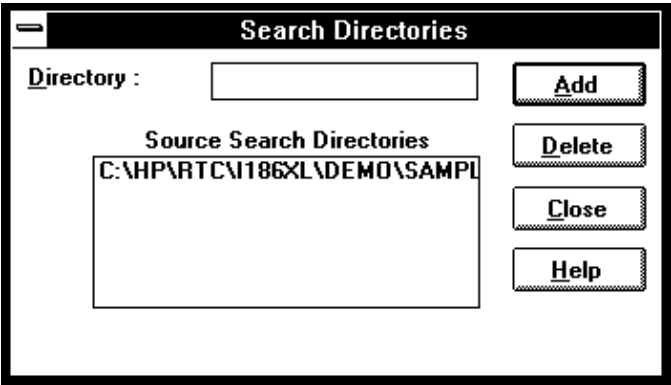 Search Directories
Directory :
Add
Source Search Directories
Delete
C:\HP\RTC\I186XL\DEMO\SAMPL
Close
Help